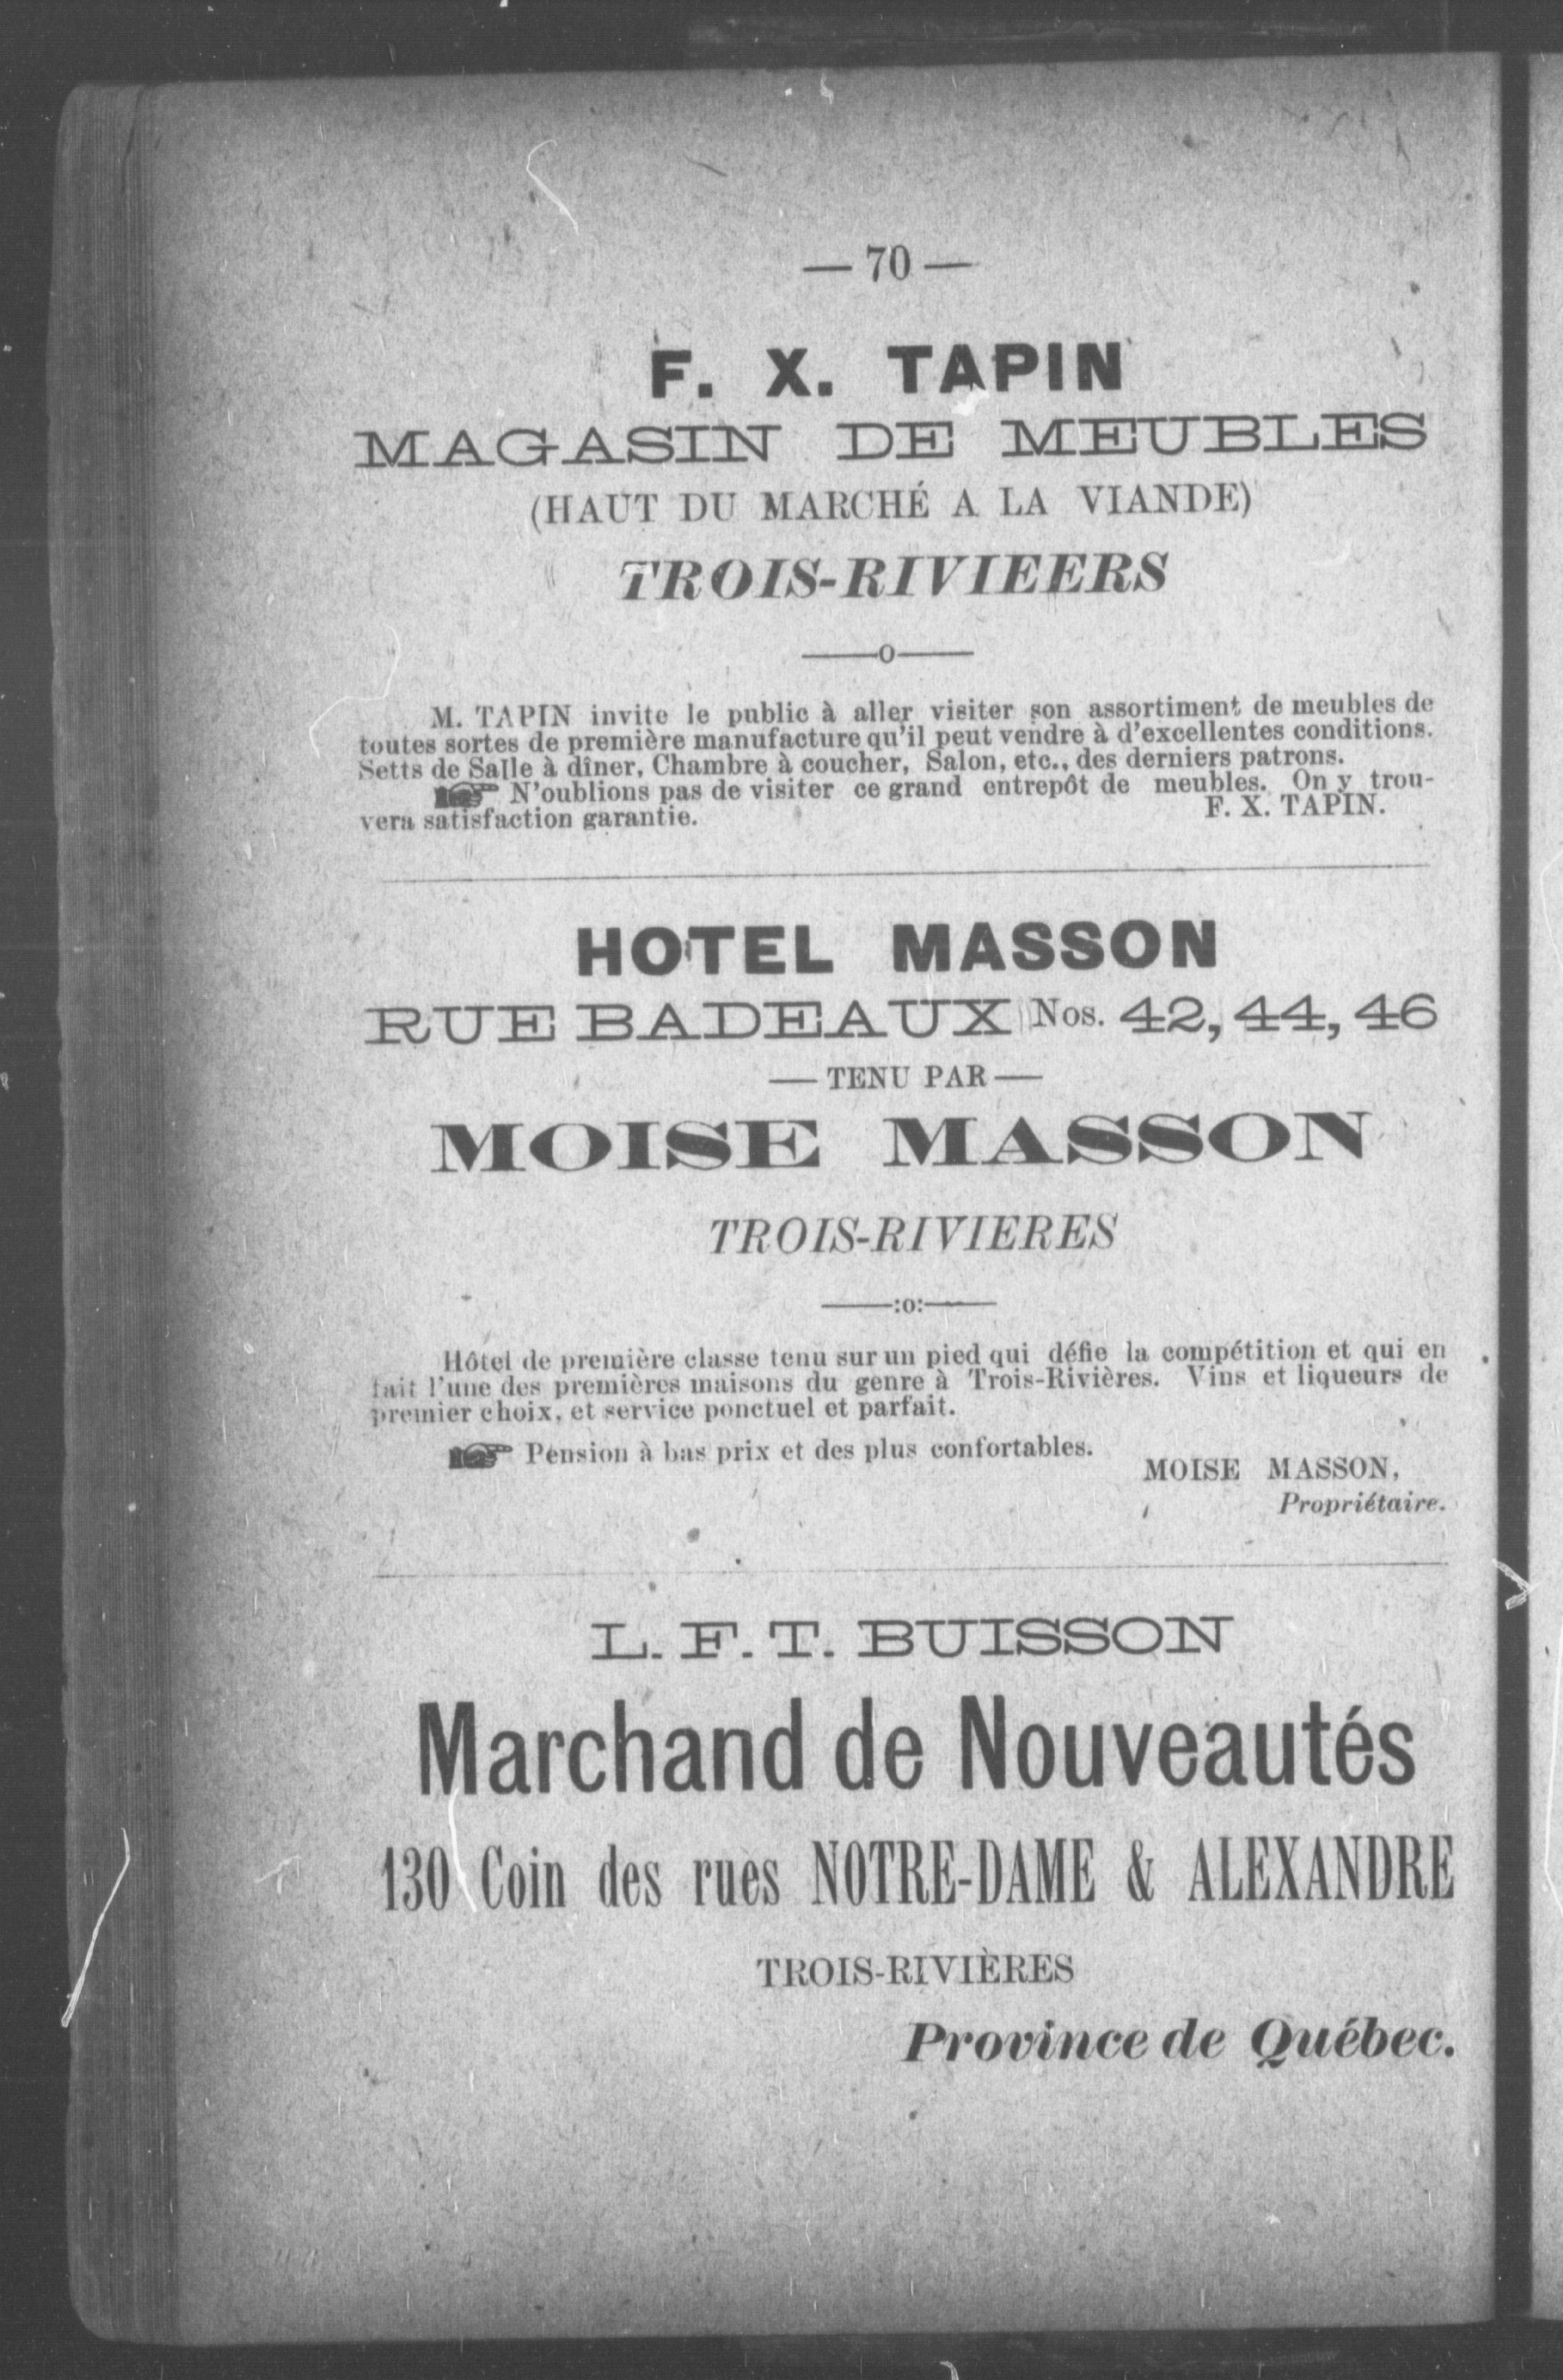 — 70 —
F. X. TAPIN
MAGASIN DE MEUBLES
(HAUT DU MARCHÉ A LA VIANDE)
TROIS-RIVIEERS
——o——
M. TAPIN invite le public à aller visiter son assortiment de meubles de
toutes sortes de première manufacture qu'il peut vendre à d'excellentes conditions.
Setts de Salle à dîner, Chambre à coucher, Salon, etc., des derniers patrons.
☞ N'oublions pas de visiter ce grand entrepôt de meubles. On y trou-
vera satisfaction garantie. F. X. TAPIN.
HOTEL MASSON
RUE BADEAUX Nos. 42, 44, 46
— TENU PAR —
MOISE MASSON
TROIS-RIVIERES
——:o:——
Hôtel de première classe tenu sur un pied qui défie la compétition et qui en
fait l'une des premières maisons du genre à Trois-Rivières. Vins et liqueurs de
premier choix, et service ponctuel et parfait.
☞ Pension à bas prix et des plus confortables.
MOISE MASSON,
Propriétaire.
L. F. T. BUISSON
Marchand de Nouveautés
130 Coin des rues NOTRE-DAME & ALEXANDRE
TROIS-RIVIÈRES
Province de Québec.